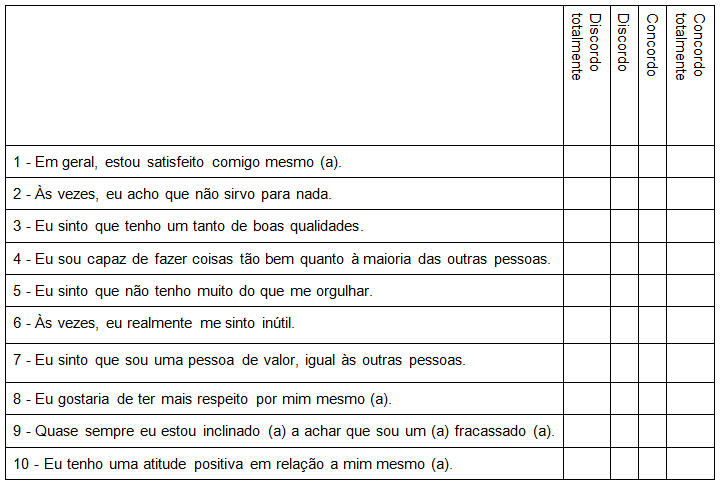 Discordo
totalmente
Discordo
Concordo
Concordo
totalmente
1 - Em geral, estou satisfeito comigo mesmo (a).
2 - Às vezes, eu acho que não sirvo para nada.
3 - Eu sinto que tenho um tanto de boas qualidades.
4 - Eu sou capaz de fazer coisas tão bem quanto à maioria das outras pessoas.
5 - Eu sinto que não tenho muito do que me orgulhar.
6 - Às vezes, eu realmente me sinto inútil.
7 - Eu sinto que sou uma pessoa de valor, igual às outras pessoas.
8 - Eu gostaria de ter mais respeito por mim mesmo (a).
9 - Quase sempre eu estou inclinado (a) a achar que sou um (a) fracassado (a).
10 - Eu tenho uma atitude positiva em relação a mim mesmo (a).